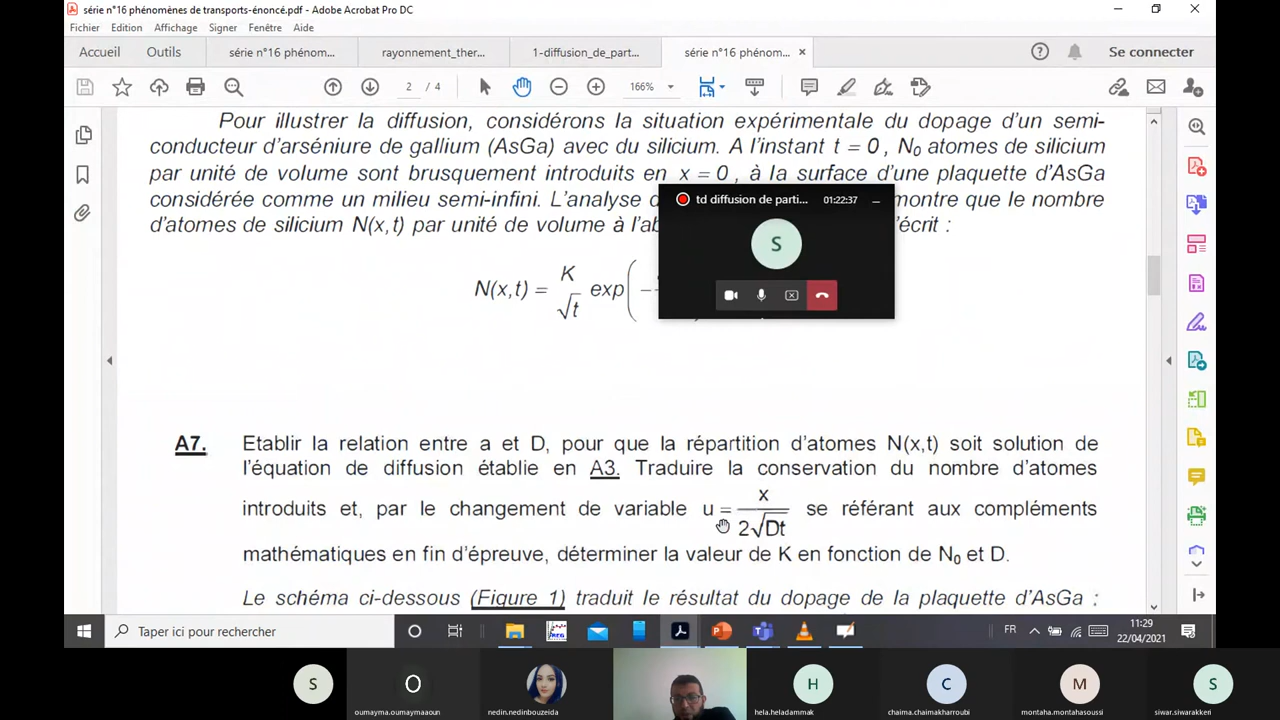 série n°16 phénomènes de transports-énoncé.pdf - Adobe Acrobat Pro DC
Fichier Edition Affichage Signer Fenêtre Aide
Accueil Outils série n°16 phénom... rayonnement_ther... 1-diffusion_de_part... série n°16 phénom... × Se connecter
2 / 4 166%
Pour illustrer la diffusion, considérons la situation expérimentale du dopage d'un semi-
conducteur d'arséniure de gallium (AsGa) avec du silicium. A l'instant t = 0 , N₀ atomes de silicium
par unité de volume sont brusquement introduits en x = 0 , à la surface d'une plaquette d'AsGa
considérée comme un milieu semi-infini. L'analyse montre que le nombre
d'atomes de silicium N(x,t) par unité de volume à l'ab écrit :
td diffusion de parti... 01:22:37
S
N(x,t) = K/√t exp(-
A7. Etablir la relation entre a et D, pour que la répartition d'atomes N(x,t) soit solution de
l'équation de diffusion établie en A3. Traduire la conservation du nombre d'atomes
introduits et, par le changement de variable u = x/2√Dt se référant aux compléments
mathématiques en fin d'épreuve, déterminer la valeur de K en fonction de N₀ et D.
Le schéma ci-dessous (Figure 1) traduit le résultat du dopage de la plaquette d'AsGa :
Taper ici pour rechercher
FR
11:29
22/04/2021
S O H C M S
oumayma.oumaymaaoun nedin.nedinbouzeida hela.heladammak chaima.chaimakharroubi montaha.montahasoussi siwar.siwarakkeri